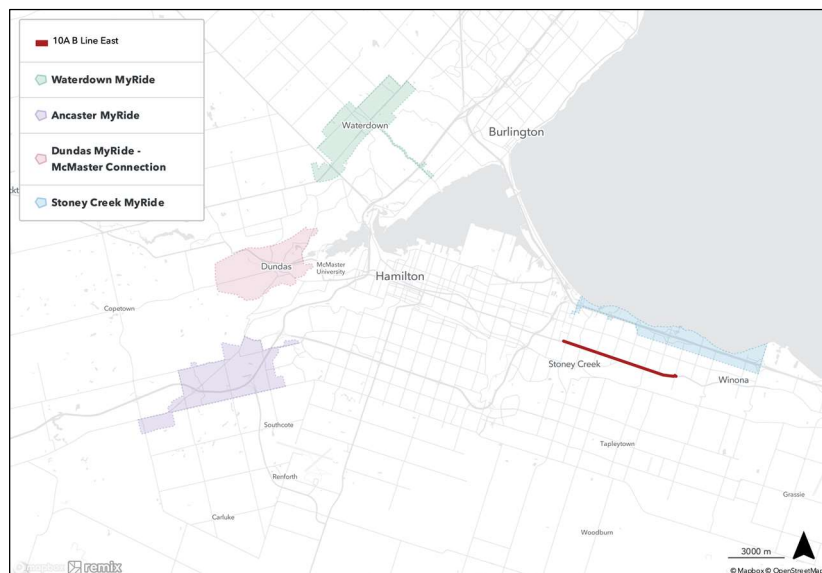 10A B Line East
Waterdown MyRide
Ancaster MyRide
Dundas MyRide -
McMaster Connection
Stoney Creek MyRide
Waterdown
Burlington
Dundas
McMaster
University
Hamilton
Copetown
Stoney Creek
Winona
Southcote
Tapleytown
Renforth
Grassie
Carluke
Woodburn
3000 m
remix
© Mapbox © OpenStreetMap